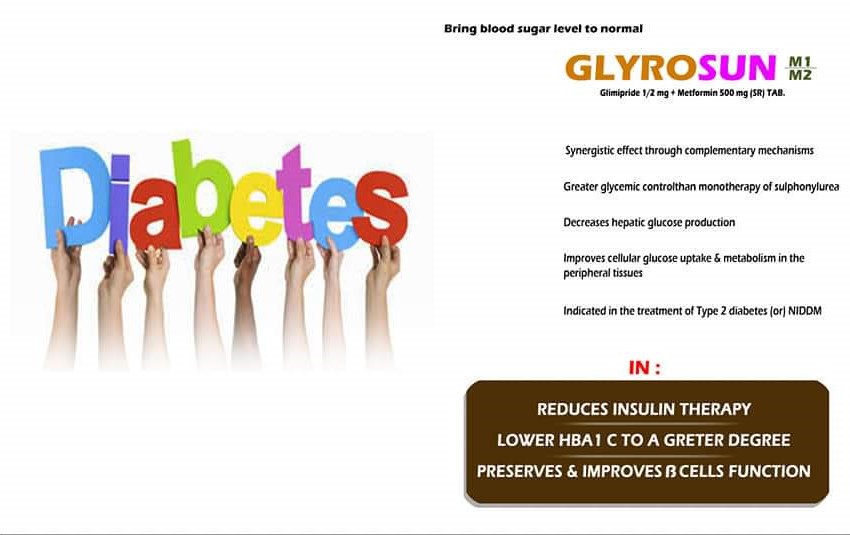 Bring blood sugar level to normal
GLYROSUN M1
M2
Glimipride 1/2 mg + Metformin 500 mg (SR) TAB.
Diabetes
Synergistic effect through complementary mechanisms
Greater glycemic controlthan monotherapy of sulphonylurea
Decreases hepatic glucose production
Improves cellular glucose uptake & metabolism in the
peripheral tissues
Indicated in the treatment of Type 2 diabetes (or) NIDDM
IN :
REDUCES INSULIN THERAPY
LOWER HBA1 C TO A GRETER DEGREE
PRESERVES & IMPROVES β CELLS FUNCTION